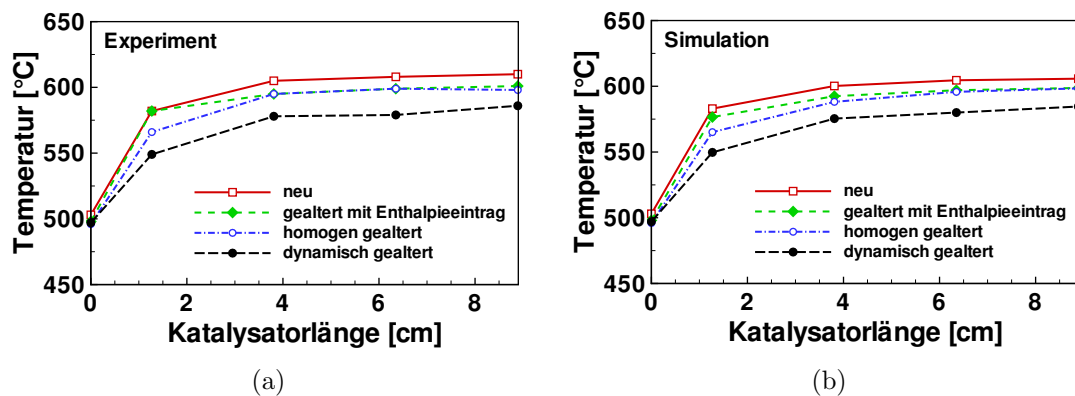 650
Experiment
600
Temperatur [°C]
550
500
450
neu
gealtert mit Enthalpieeintrag
homogen gealtert
dynamisch gealtert
0 2 4 6 8
Katalysatorlänge [cm]
(a)
650
Simulation
600
Temperatur [°C]
550
500
450
neu
gealtert mit Enthalpieeintrag
homogen gealtert
dynamisch gealtert
0 2 4 6 8
Katalysatorlänge [cm]
(b)